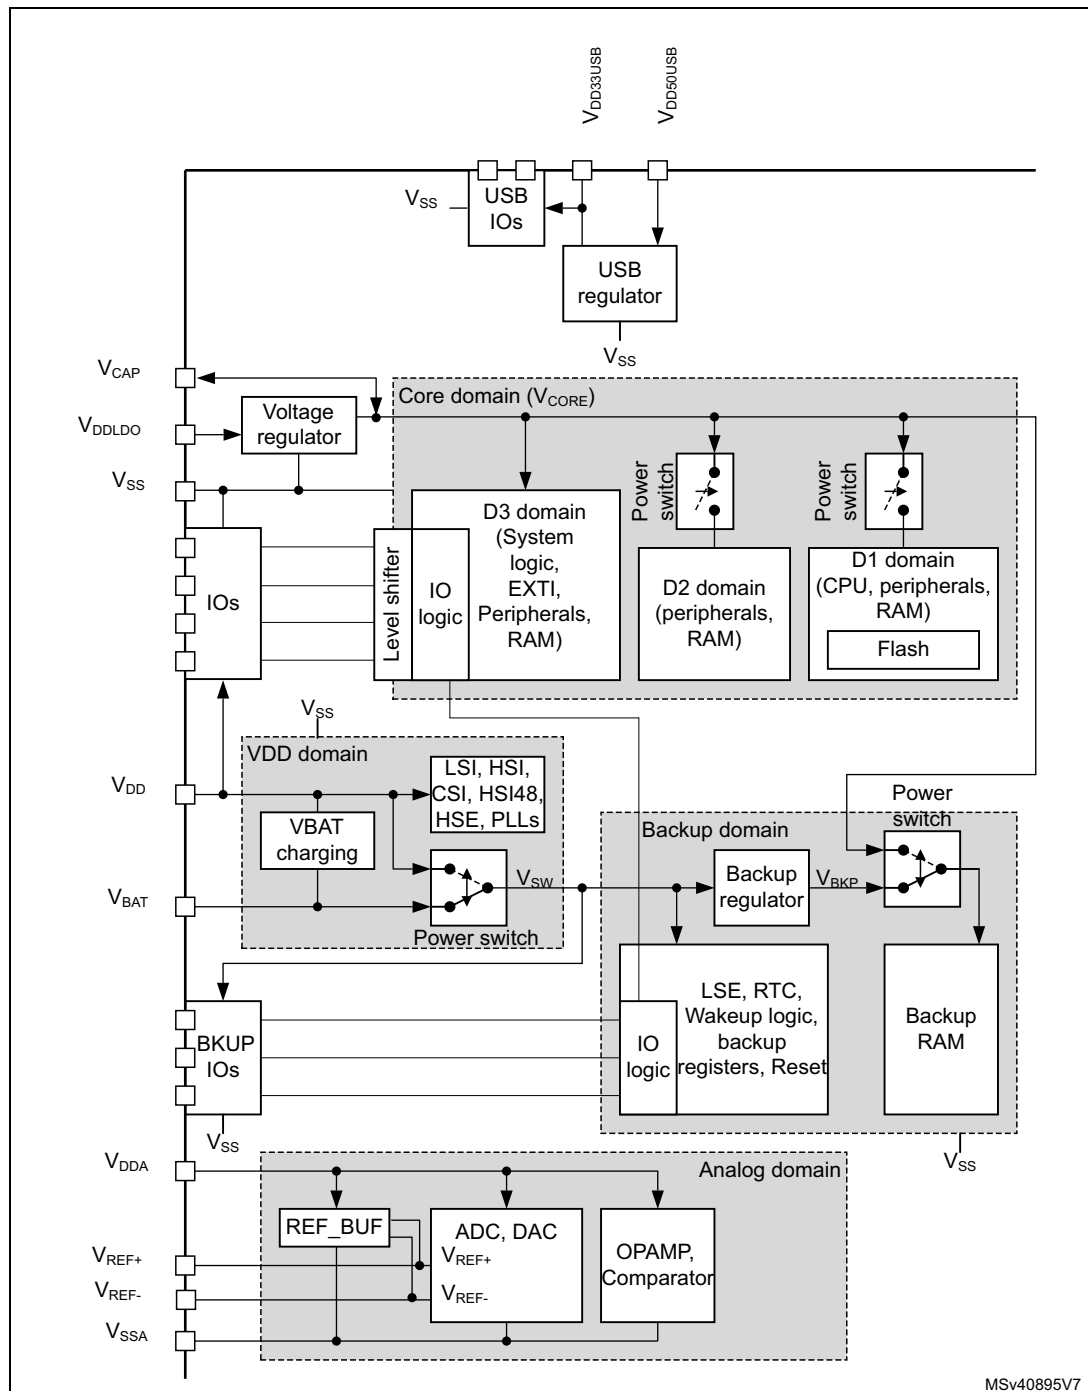 VDD33USB
VDD50USB
VSS
USB
IOs
USB
regulator
VSS
VCAP
VDDLDO
VSS
Voltage
regulator
Core domain (VCORE)
Power
switch
Power
switch
D3 domain
(System
logic,
EXTI,
Peripherals,
RAM)
D2 domain
(peripherals,
RAM)
D1 domain
(CPU, peripherals,
RAM)
Flash
IOs
Level shifter
IO
logic
VSS
VDD domain
VDD
LSI, HSI,
CSI, HSI48,
HSE, PLLs
VBAT
charging
VBAT
VSW
Power switch
Backup domain
Power
switch
Backup
regulator
VBKP
LSE, RTC,
Wakeup logic,
backup
registers, Reset
IO
logic
Backup
RAM
BKUP
IOs
VSS
VSS
VDDA
Analog domain
REF_BUF
ADC, DAC
VREF+
VREF-
OPAMP,
Comparator
VREF+
VREF-
VSSA
MSv40895V7